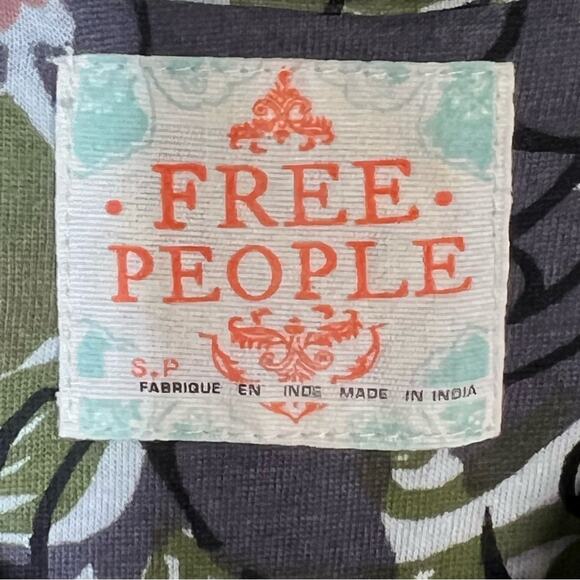 · FREE ·
PEOPLE
S.P
FABRIQUE EN INDE MADE IN INDIA